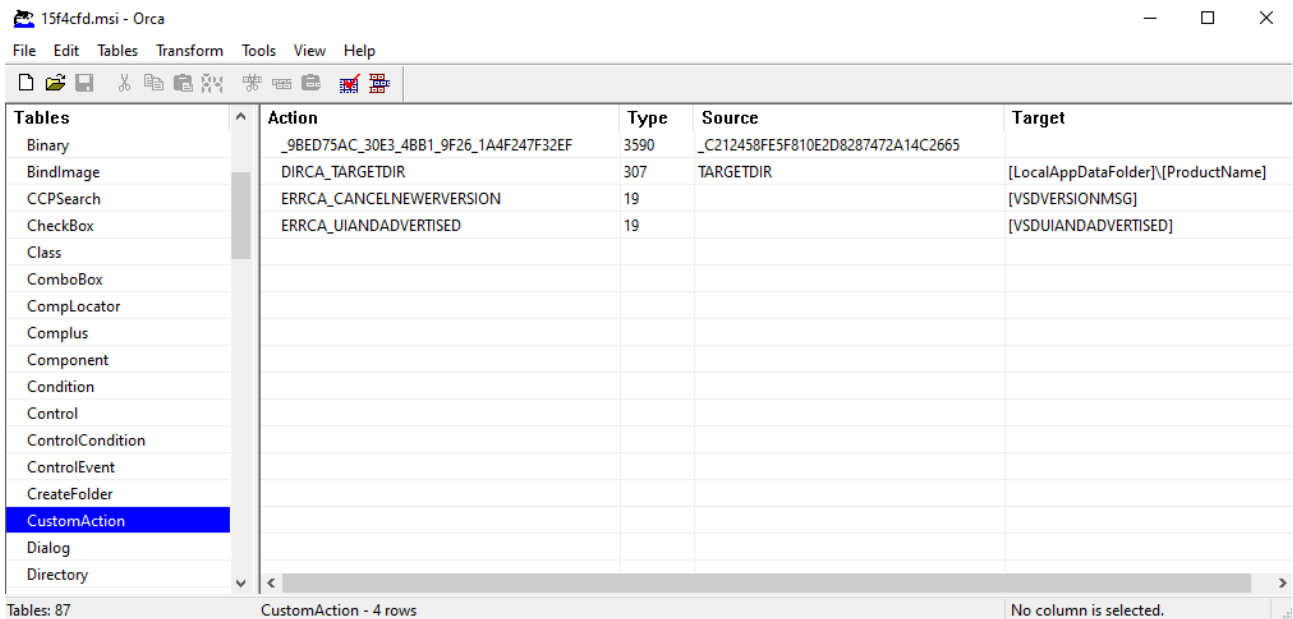 15f4cfd.msi - Orca
File Edit Tables Transform Tools View Help
Tables
Binary
BindImage
CCPSearch
CheckBox
Class
ComboBox
CompLocator
Complus
Component
Condition
Control
ControlCondition
ControlEvent
CreateFolder
CustomAction
Dialog
Directory
Action Type Source Target
_9BED75AC_30E3_4BB1_9F26_1A4F247F32EF 3590 _C212458FE5F810E2D8287472A14C2665
DIRCA_TARGETDIR 307 TARGETDIR [LocalAppDataFolder]\[ProductName]
ERRCA_CANCELNEWERVERSION 19 [VSDVERSIONMSG]
ERRCA_UIANDADVERTISED 19 [VSDUIANDADVERTISED]
Tables: 87 CustomAction - 4 rows No column is selected.